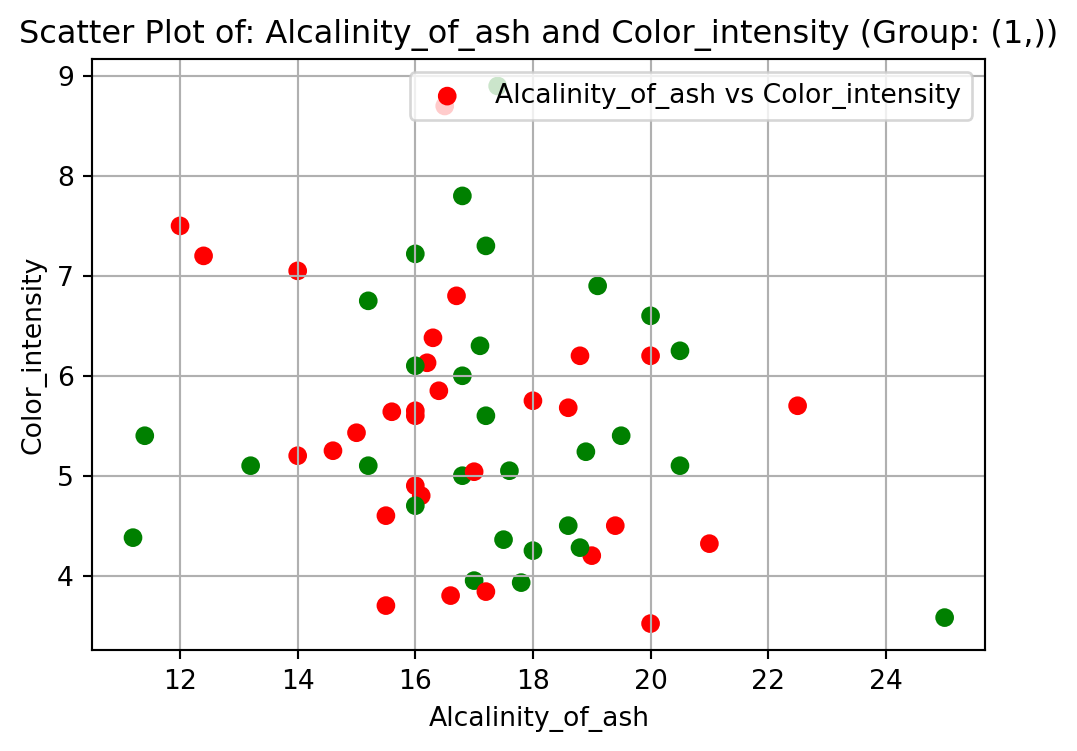 Scatter Plot of: Alcalinity_of_ash and Color_intensity (Group: (1,))
9
8
7
6
5
4
Color_intensity
Alcalinity_of_ash vs Color_intensity
12 14 16 18 20 22 24
Alcalinity_of_ash